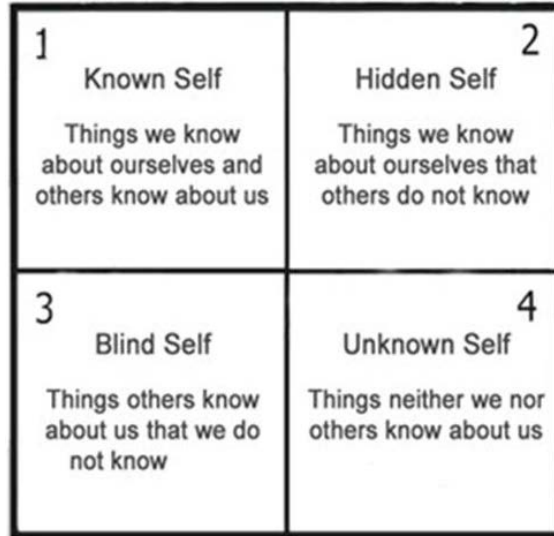 1
Known Self
Things we know
about ourselves and
others know about us
2
Hidden Self
Things we know
about ourselves that
others do not know
3
Blind Self
Things others know
about us that we do
not know
4
Unknown Self
Things neither we nor
others know about us